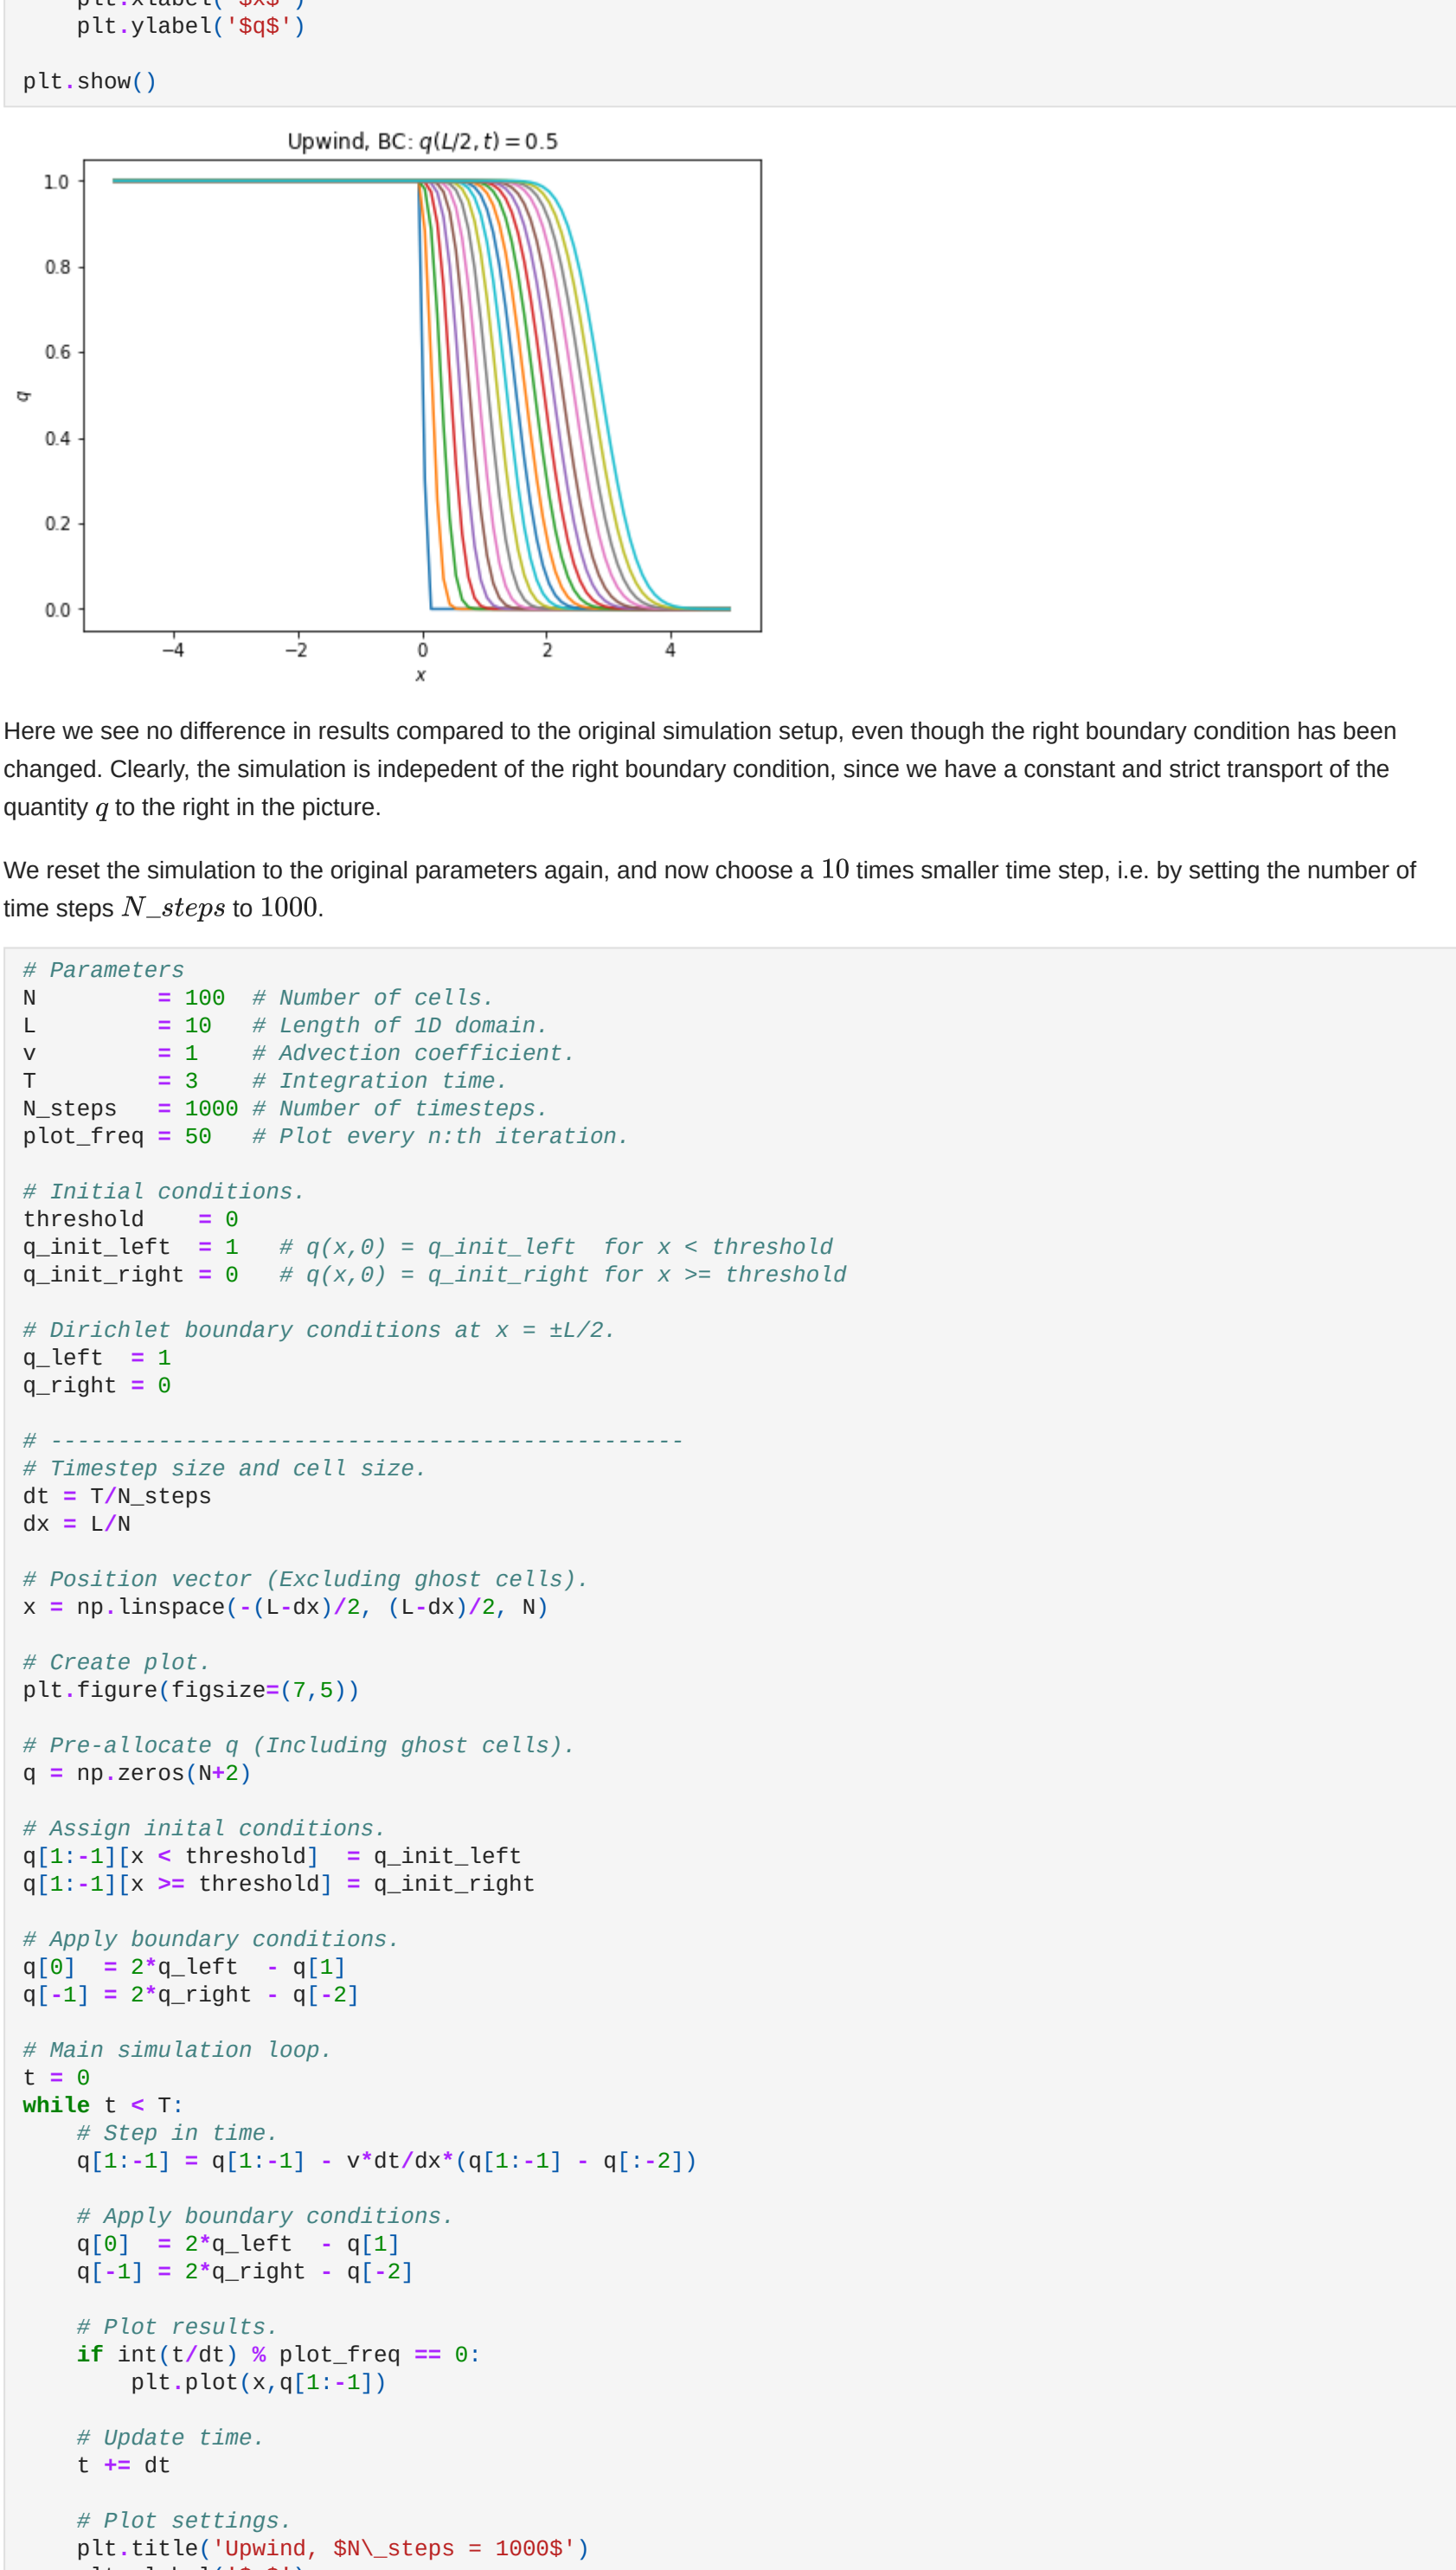 plt.xlabel('$x$')
    plt.ylabel('$q$')
plt.show()
Upwind, BC: q(L/2, t) = 0.5
1.0
0.8
0.6
0.4
0.2
0.0
q
−4 −2 0 2 4
x
Here we see no difference in results compared to the original simulation setup, even though the right boundary condition has been
changed. Clearly, the simulation is indepedent of the right boundary condition, since we have a constant and strict transport of the
quantity q to the right in the picture.
We reset the simulation to the original parameters again, and now choose a 10 times smaller time step, i.e. by setting the number of
time steps N_steps to 1000.
# Parameters
N         = 100  # Number of cells.
L         = 10   # Length of 1D domain.
v         = 1    # Advection coefficient.
T         = 3    # Integration time.
N_steps   = 1000 # Number of timesteps.
plot_freq = 50   # Plot every n:th iteration.
# Initial conditions.
threshold    = 0
q_init_left  = 1   # q(x,0) = q_init_left  for x < threshold
q_init_right = 0   # q(x,0) = q_init_right for x >= threshold
# Dirichlet boundary conditions at x = ±L/2.
q_left  = 1
q_right = 0
# -----------------------------------------------
# Timestep size and cell size.
dt = T/N_steps
dx = L/N
# Position vector (Excluding ghost cells).
x = np.linspace(-(L-dx)/2, (L-dx)/2, N)
# Create plot.
plt.figure(figsize=(7,5))
# Pre-allocate q (Including ghost cells).
q = np.zeros(N+2)
# Assign inital conditions.
q[1:-1][x < threshold]  = q_init_left
q[1:-1][x >= threshold] = q_init_right
# Apply boundary conditions.
q[0]  = 2*q_left  - q[1]
q[-1] = 2*q_right - q[-2]
# Main simulation loop.
t = 0
while t < T:
    # Step in time.
    q[1:-1] = q[1:-1] - v*dt/dx*(q[1:-1] - q[:-2])
    # Apply boundary conditions.
    q[0]  = 2*q_left  - q[1]
    q[-1] = 2*q_right - q[-2]
    # Plot results.
    if int(t/dt) % plot_freq == 0:
        plt.plot(x,q[1:-1])
    # Update time.
    t += dt
    # Plot settings.
    plt.title('Upwind, $N\_steps = 1000$')